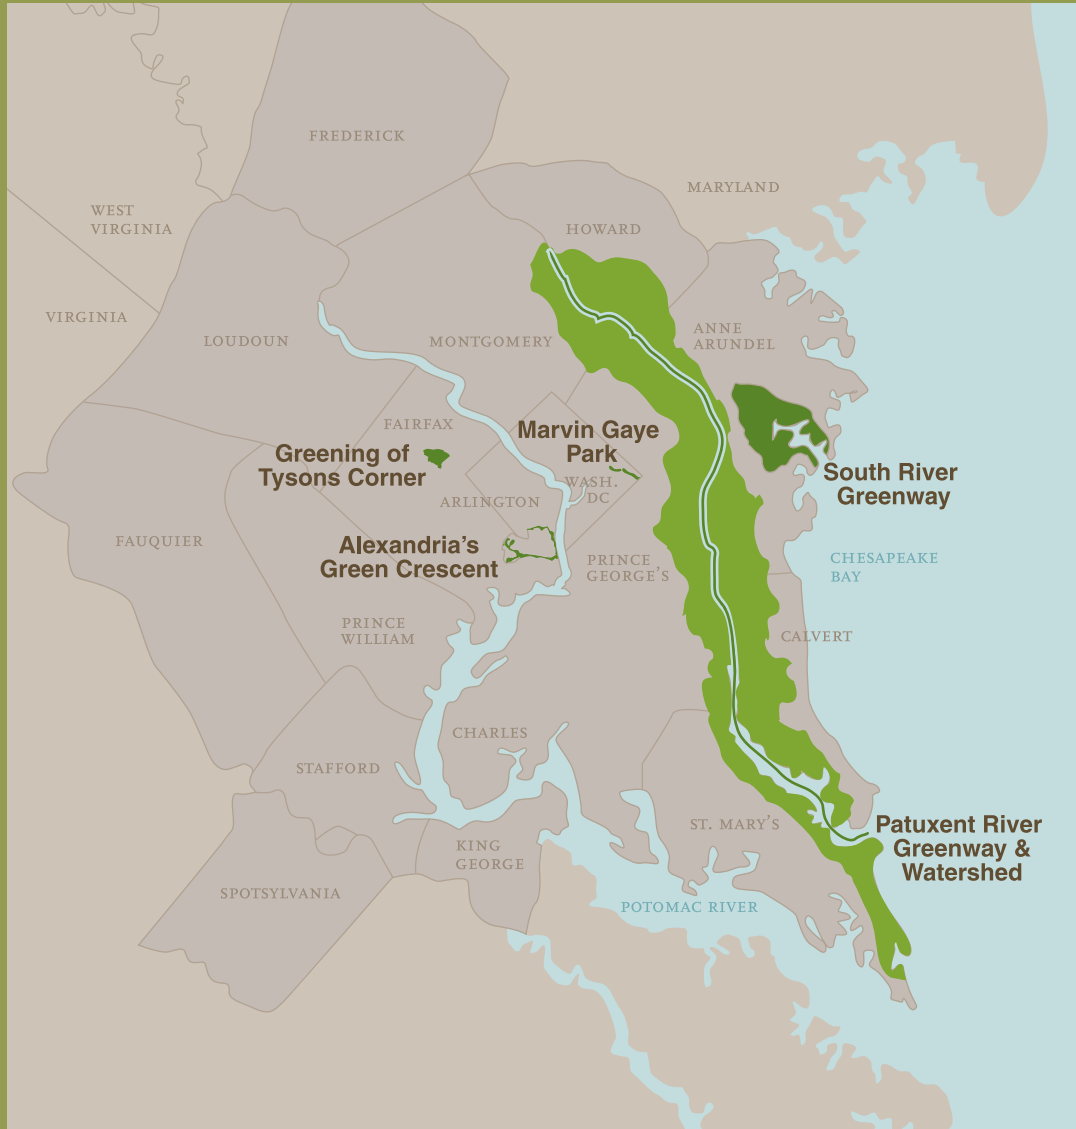 FREDERICK
MARYLAND
WEST
VIRGINIA
HOWARD
VIRGINIA
LOUDOUN
MONTGOMERY
ANNE
ARUNDEL
FAIRFAX
Greening of
Tysons Corner
Marvin Gaye
Park
WASH.
DC
South River
Greenway
ARLINGTON
FAUQUIER
Alexandria's
Green Crescent
PRINCE
GEORGE'S
CHESAPEAKE
BAY
PRINCE
WILLIAM
CALVERT
CHARLES
STAFFORD
ST. MARY'S
Patuxent River
Greenway &
Watershed
KING
GEORGE
SPOTSYLVANIA
POTOMAC RIVER